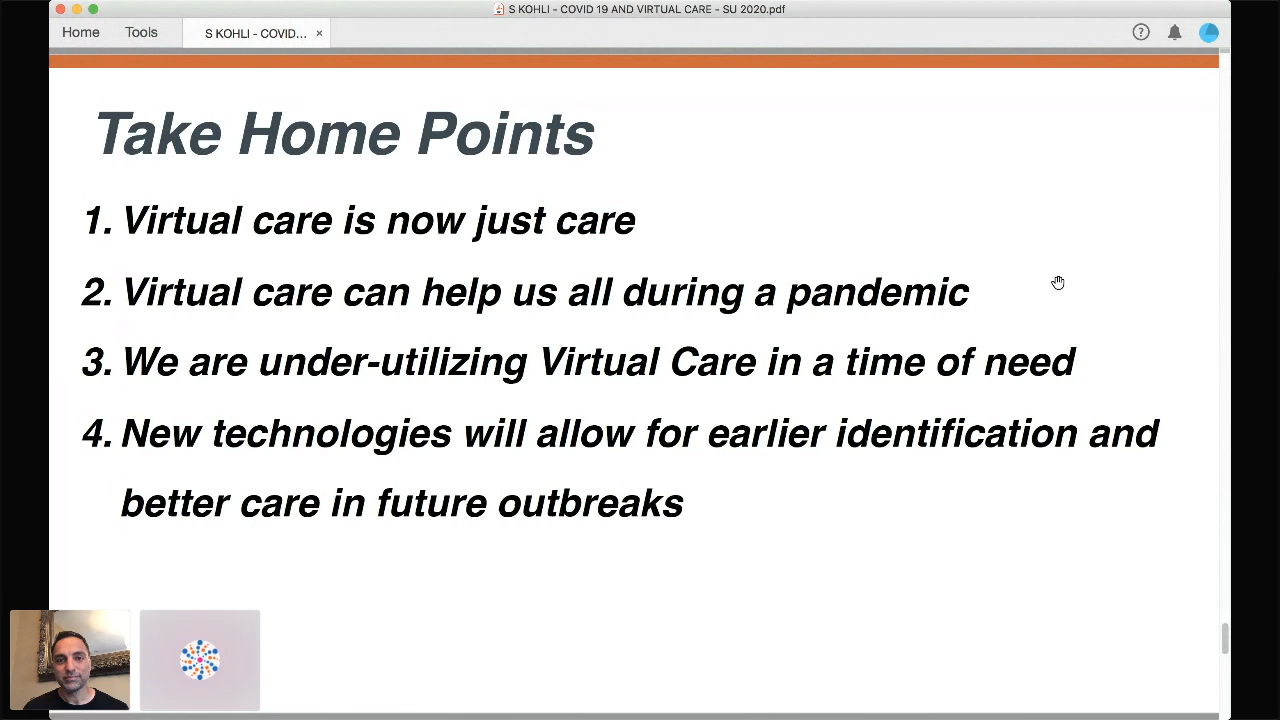 S KOHLI - COVID 19 AND VIRTUAL CARE - SU 2020.pdf
Home Tools S KOHLI - COVID... ×
Take Home Points
1. Virtual care is now just care
2. Virtual care can help us all during a pandemic
3. We are under-utilizing Virtual Care in a time of need
4. New technologies will allow for earlier identification and
better care in future outbreaks